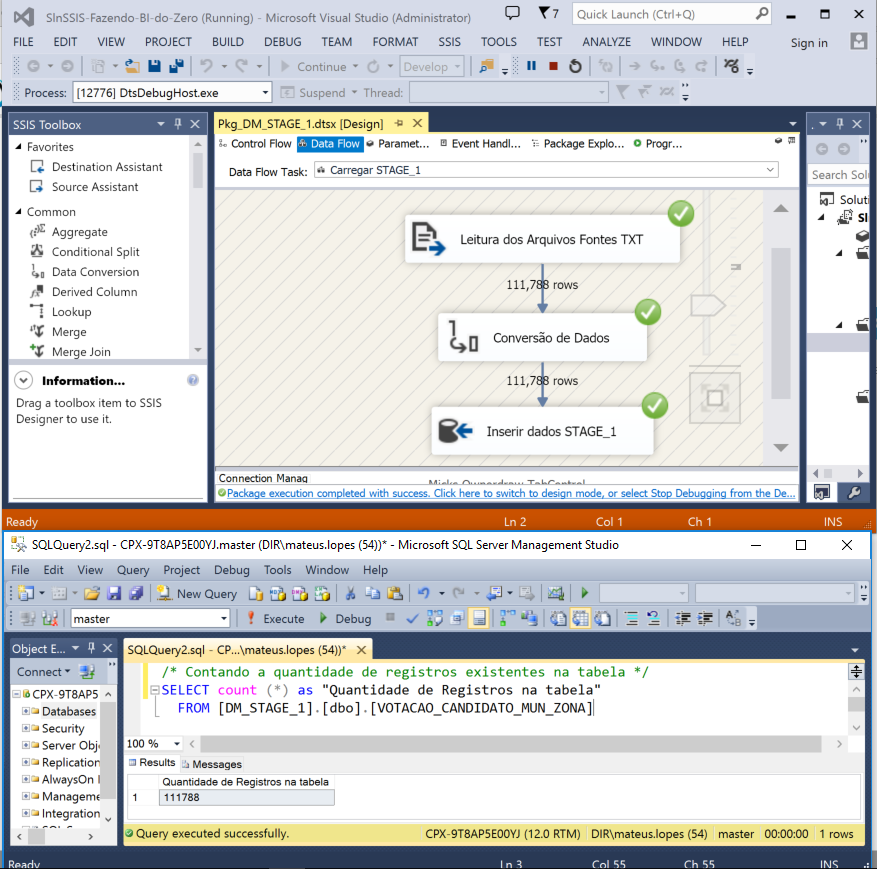 SInSSIS-Fazendo-BI-do-Zero (Running) - Microsoft Visual Studio (Administrator)
7
Quick Launch (Ctrl+Q)
FILE EDIT VIEW PROJECT BUILD DEBUG TEAM FORMAT SSIS TOOLS TEST ANALYZE WINDOW HELP Sign in
Continue Develop
Process: [12776] DtsDebugHost.exe Suspend Thread:
SSIS Toolbox
Favorites
Destination Assistant
Source Assistant
Common
Aggregate
Conditional Split
Data Conversion
Derived Column
Lookup
Merge
Merge Join
Information...
Drag a toolbox item to SSIS
Designer to use it.
Pkg_DM_STAGE_1.dtsx [Design]
Control Flow Data Flow Paramet... Event Handl... Package Explo... Progr...
Data Flow Task: Carregar STAGE_1
Leitura dos Arquivos Fontes TXT
111,788 rows
Conversão de Dados
111,788 rows
Inserir dados STAGE_1
Connection Manag
Package execution completed with success. Click here to switch to design mode, or select Stop Debugging from the De...
Search Solu
Soluti
SI
Ready Ln 2 Col 1 Ch 1 INS
SQLQuery2.sql - CPX-9T8AP5E00YJ.master (DIR\mateus.lopes (54))* - Microsoft SQL Server Management Studio
File Edit View Query Project Debug Tools Window Help
New Query
master Execute Debug
Object E...
Connect
CPX-9T8AP5
Databases
Security
Server Obj
Replication
AlwaysOn
Manageme
Integration
SQLQuery2.sql - CP...\mateus.lopes (54))*
/* Contando a quantidade de registros existentes na tabela */
SELECT count (*) as "Quantidade de Registros na tabela"
FROM [DM_STAGE_1].[dbo].[VOTACAO_CANDIDATO_MUN_ZONA]
100 %
Results Messages
Quantidade de Registros na tabela
1 111788
Query executed successfully. CPX-9T8AP5E00YJ (12.0 RTM) DIR\mateus.lopes (54) master 00:00:00 1 rows
Ready Ln 3 Col 55 Ch 55 INS